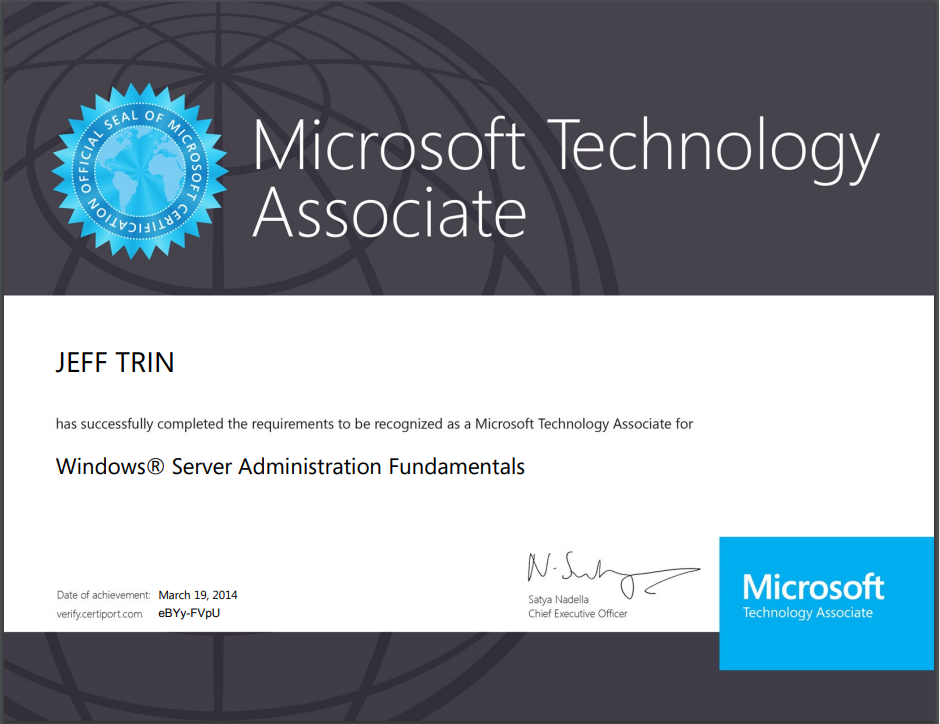 OFFICIAL SEAL OF MICROSOFT CERTIFICATION
Microsoft Technology
Associate
JEFF TRIN
has successfully completed the requirements to be recognized as a Microsoft Technology Associate for
Windows® Server Administration Fundamentals
Date of achievement: March 19, 2014
verify.certiport.com eBYy-FVpU
Satya Nadella
Chief Executive Officer
Microsoft
Technology Associate